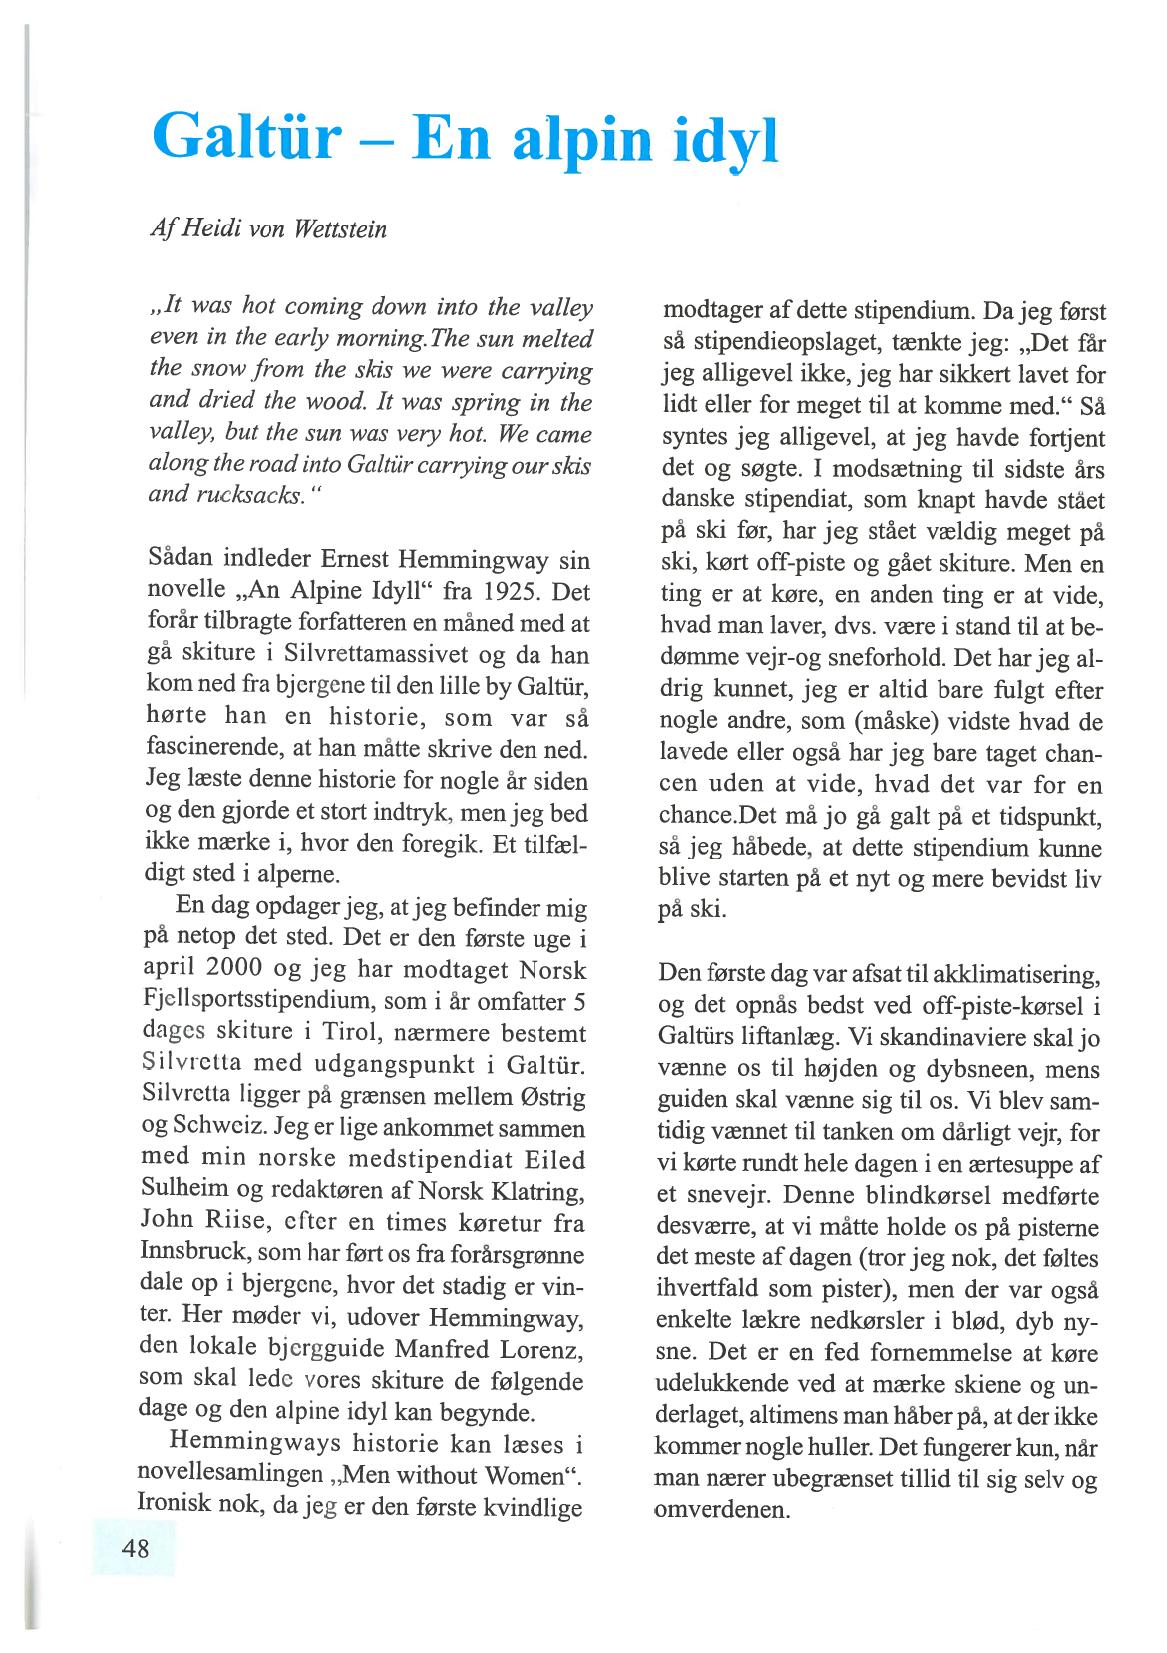 Galtür – En alpin idyl
Af Heidi von Wettstein
„It was hot coming down into the valley
even in the early morning.The sun melted
the snow from the skis we were carrying
and dried the wood. It was spring in the
valley, but the sun was very hot. We came
along the road into Galtür carrying our skis
and rucksacks.“
Sådan indleder Ernest Hemmingway sin
novelle „An Alpine Idyll“ fra 1925. Det
forår tilbragte forfatteren en måned med at
gå skiture i Silvrettamassivet og da han
kom ned fra bjergene til den lille by Galtür,
hørte han en historie, som var så
fascinerende, at han måtte skrive den ned.
Jeg læste denne historie for nogle år siden
og den gjorde et stort indtryk, men jeg bed
ikke mærke i, hvor den foregik. Et tilfæl-
digt sted i alperne.
En dag opdager jeg, at jeg befinder mig
på netop det sted. Det er den første uge i
april 2000 og jeg har modtaget Norsk
Fjellsportsstipendium, som i år omfatter 5
dages skiture i Tirol, nærmere bestemt
Silvretta med udgangspunkt i Galtür.
Silvretta ligger på grænsen mellem Østrig
og Schweiz. Jeg er lige ankommet sammen
med min norske medstipendiat Eiled
Sulheim og redaktøren af Norsk Klatring,
John Riise, efter en times køretur fra
Innsbruck, som har ført os fra forårsgrønne
dale op i bjergene, hvor det stadig er vin-
ter. Her møder vi, udover Hemmingway,
den lokale bjergguide Manfred Lorenz,
som skal lede vores skiture de følgende
dage og den alpine idyl kan begynde.
Hemmingways historie kan læses i
novellesamlingen „Men without Women“.
Ironisk nok, da jeg er den første kvindlige
modtager af dette stipendium. Da jeg først
så stipendieopslaget, tænkte jeg: „Det får
jeg alligevel ikke, jeg har sikkert lavet for
lidt eller for meget til at komme med.“ Så
syntes jeg alligevel, at jeg havde fortjent
det og søgte. I modsætning til sidste års
danske stipendiat, som knapt havde stået
på ski før, har jeg stået vældig meget på
ski, kørt off-piste og gået skiture. Men en
ting er at køre, en anden ting er at vide,
hvad man laver, dvs. være i stand til at be-
dømme vejr-og sneforhold. Det har jeg al-
drig kunnet, jeg er altid bare fulgt efter
nogle andre, som (måske) vidste hvad de
lavede eller også har jeg bare taget chan-
cen uden at vide, hvad det var for en
chance.Det må jo gå galt på et tidspunkt,
så jeg håbede, at dette stipendium kunne
blive starten på et nyt og mere bevidst liv
på ski.
Den første dag var afsat til akklimatisering,
og det opnås bedst ved off-piste-kørsel i
Galtürs liftanlæg. Vi skandinaviere skal jo
vænne os til højden og dybsneen, mens
guiden skal vænne sig til os. Vi blev sam-
tidig vænnet til tanken om dårligt vejr, for
vi kørte rundt hele dagen i en ærtesuppe af
et snevejr. Denne blindkørsel medførte
desværre, at vi måtte holde os på pisterne
det meste af dagen (tror jeg nok, det føltes
ihvertfald som pister), men der var også
enkelte lækre nedkørsler i blød, dyb ny-
sne. Det er en fed fornemmelse at køre
udelukkende ved at mærke skiene og un-
derlaget, altimens man håber på, at der ikke
kommer nogle huller. Det fungerer kun, når
man nærer ubegrænset tillid til sig selv og
omverdenen.
48